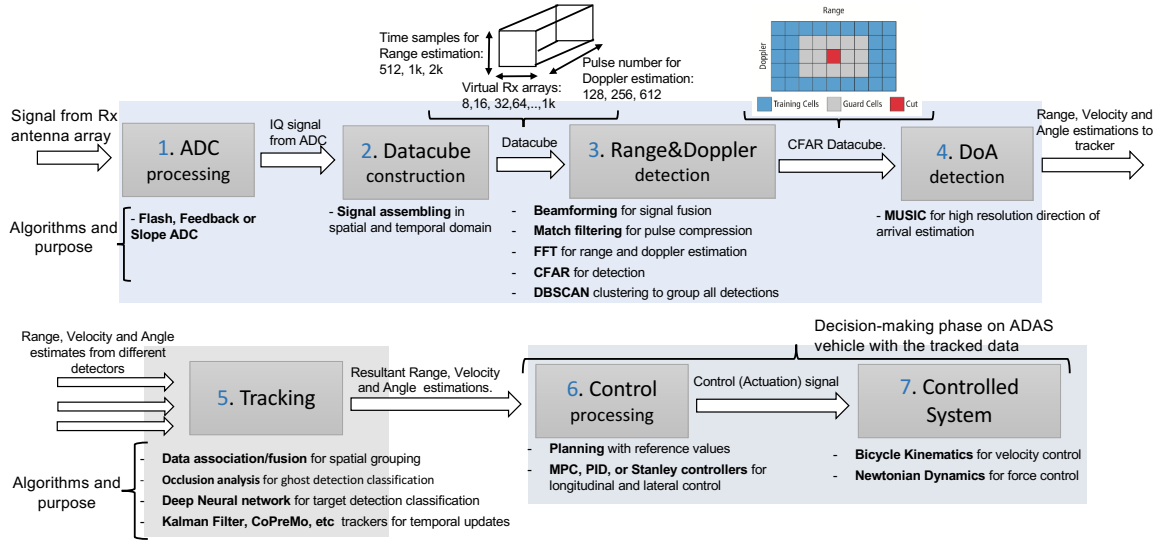 Time samples for
Range estimation:
512, 1k, 2k
Virtual Rx arrays:
8,16, 32,64,..,1k
Pulse number for
Doppler estimation:
128, 256, 612
Range
Doppler
Training Cells
Guard Cells
Cut
Signal from Rx
antenna array
1. ADC
processing
IQ signal
from ADC
2. Datacube
construction
Datacube
3. Range&Doppler
detection
CFAR Datacube.
4. DoA
detection
Range, Velocity and
Angle estimations to
tracker
Algorithms and
purpose
- Flash, Feedback or
Slope ADC
- Signal assembling in
spatial and temporal domain
- Beamforming for signal fusion
- Match filtering for pulse compression
- FFT for range and doppler estimation
- CFAR for detection
- DBSCAN clustering to group all detections
- MUSIC for high resolution direction of
arrival estimation
Range, Velocity and Angle
estimates from different
detectors
5. Tracking
Resultant Range, Velocity
and Angle estimations.
Decision-making phase on ADAS
vehicle with the tracked data
6. Control
processing
Control (Actuation) signal
7. Controlled
System
Algorithms and
purpose
- Data association/fusion for spatial grouping
- Occlusion analysis for ghost detection classification
- Deep Neural network for target detection classification
- Kalman Filter, CoPreMo, etc trackers for temporal updates
- Planning with reference values
- MPC, PID, or Stanley controllers for
longitudinal and lateral control
- Bicycle Kinematics for velocity control
- Newtonian Dynamics for force control